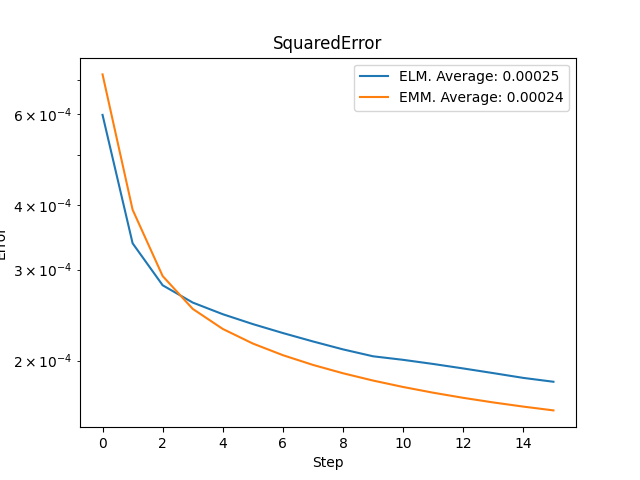 SquaredError
ELM. Average: 0.00025
EMM. Average: 0.00024
6 × 10⁻⁴
4 × 10⁻⁴
3 × 10⁻⁴
2 × 10⁻⁴
Error
0 2 4 6 8 10 12 14
Step